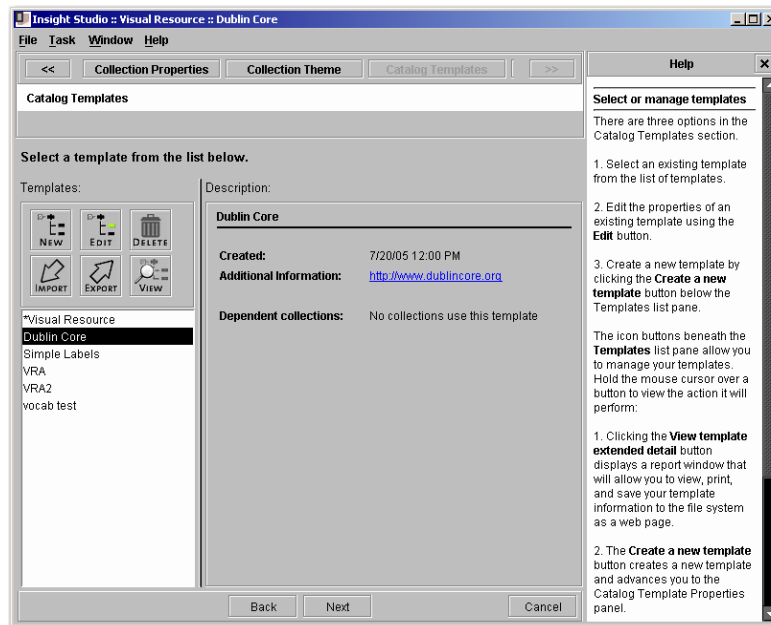 Insight Studio :: Visual Resource :: Dublin Core
File Task Window Help
<< Collection Properties Collection Theme Catalog Templates >>
Catalog Templates
Select a template from the list below.
Templates:
NEW EDIT DELETE
IMPORT EXPORT VIEW
*Visual Resource
Dublin Core
Simple Labels
VRA
VRA2
vocab test
Description:
Dublin Core
Created: 7/20/05 12:00 PM
Additional Information: http://www.dublincore.org
Dependent collections: No collections use this template
Back Next Cancel
Help
Select or manage templates
There are three options in the
Catalog Templates section.
1. Select an existing template
from the list of templates.
2. Edit the properties of an
existing template using the
Edit button.
3. Create a new template by
clicking the Create a new
template button below the
Templates list pane.
The icon buttons beneath the
Templates list pane allow you
to manage your templates.
Hold the mouse cursor over a
button to view the action it will
perform:
1. Clicking the View template
extended detail button
displays a report window that
will allow you to view, print,
and save your template
information to the file system
as a web page.
2. The Create a new template
button creates a new template
and advances you to the
Catalog Template Properties
panel.